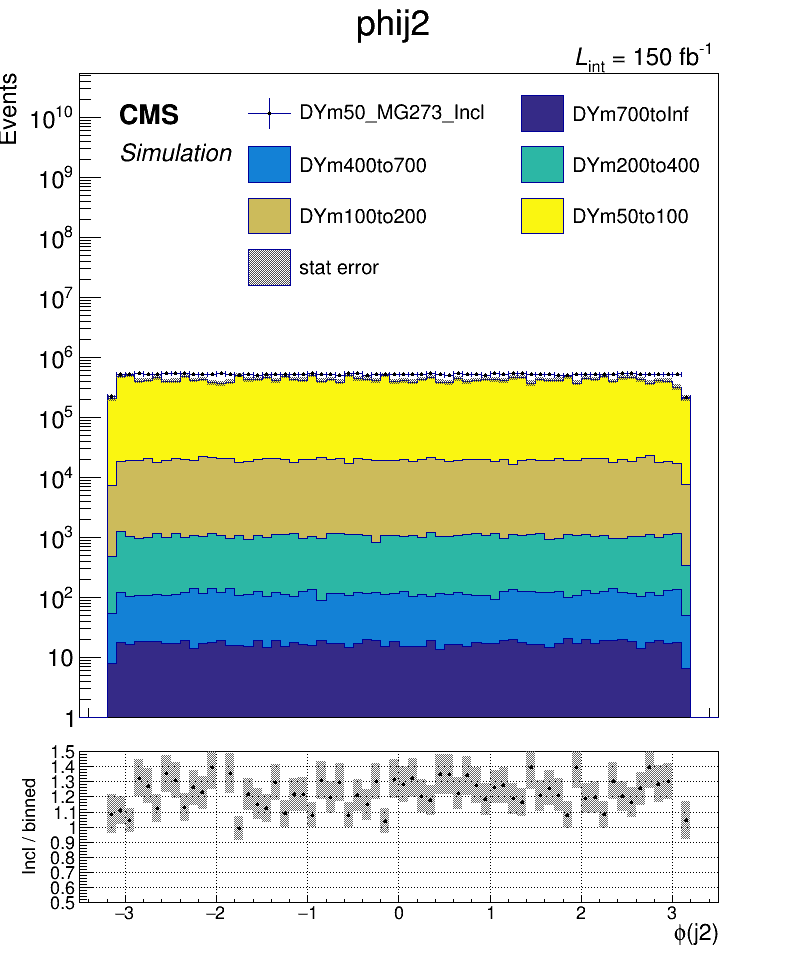 phij2
L_int = 150 fb^-1
Events
CMS
Simulation
DYm50_MG273_Incl
DYm700toInf
DYm400to700
DYm200to400
DYm100to200
DYm50to100
stat error
10^10
10^9
10^8
10^7
10^6
10^5
10^4
10^3
10^2
10
1
Incl / binned
1.5
1.4
1.3
1.2
1.1
1
0.9
0.8
0.7
0.6
0.5
−3 −2 −1 0 1 2 3
ϕ(j2)